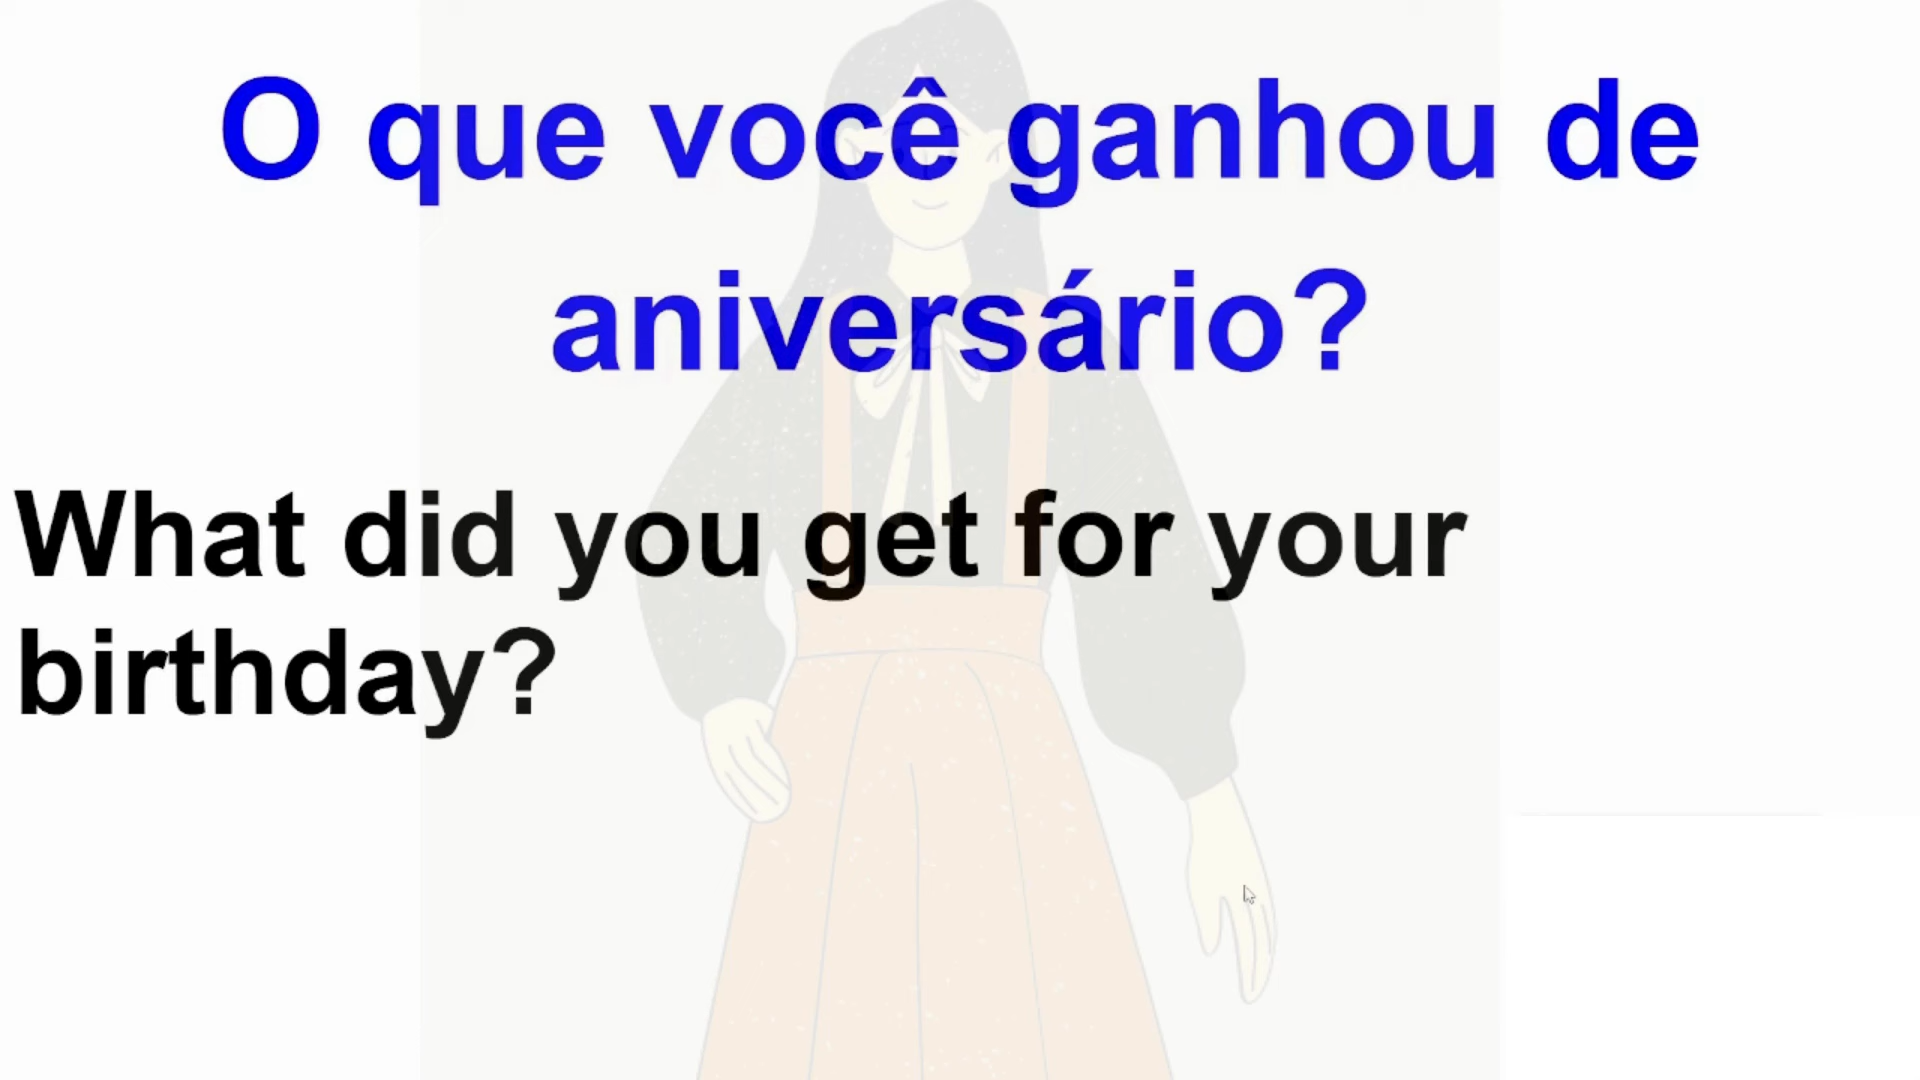 O que você ganhou de
aniversário?
What did you get for your
birthday?